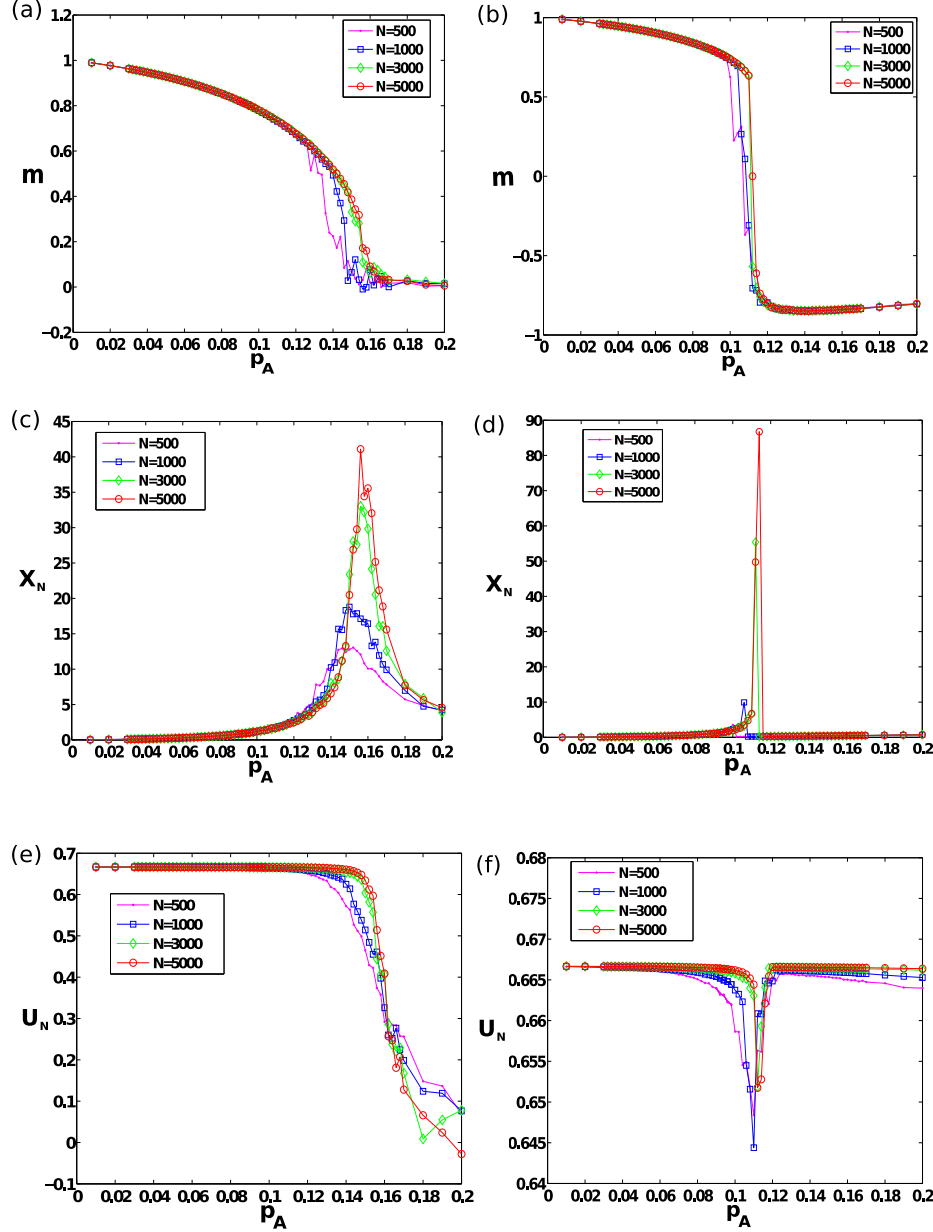 (a)
1.2
1
0.8
0.6
0.4
0.2
0
−0.2
m
N=500
N=1000
N=3000
N=5000
0 0.02 0.04 0.06 0.08 0.1 0.12 0.14 0.16 0.18 0.2
p_A
(b)
1
0.5
0
−0.5
−1
m
N=500
N=1000
N=3000
N=5000
0 0.02 0.04 0.06 0.08 0.1 0.12 0.14 0.16 0.18 0.2
p_A
(c)
45
40
35
30
25
20
15
10
5
0
X_N
N=500
N=1000
N=3000
N=5000
0 0.02 0.04 0.06 0.08 0.1 0.12 0.14 0.16 0.18 0.2
p_A
(d)
90
80
70
60
50
40
30
20
10
0
X_N
N=500
N=1000
N=3000
N=5000
0 0.02 0.04 0.06 0.08 0.1 0.12 0.14 0.16 0.18 0.2
p_A
(e)
0.7
0.6
0.5
0.4
0.3
0.2
0.1
0
−0.1
U_N
N=500
N=1000
N=3000
N=5000
0 0.02 0.04 0.06 0.08 0.1 0.12 0.14 0.16 0.18 0.2
p_A
(f)
0.68
0.675
0.67
0.665
0.66
0.655
0.65
0.645
0.64
U_N
N=500
N=1000
N=3000
N=5000
0 0.02 0.04 0.06 0.08 0.1 0.12 0.14 0.16 0.18 0.2
p_A